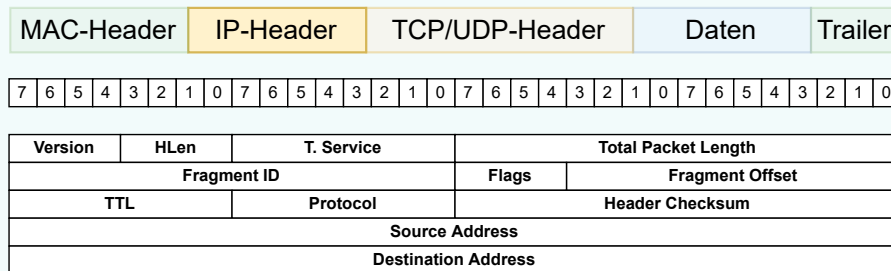 MAC-Header IP-Header TCP/UDP-Header Daten Trailer
7 6 5 4 3 2 1 0 7 6 5 4 3 2 1 0 7 6 5 4 3 2 1 0 7 6 5 4 3 2 1 0
Version HLen T. Service Total Packet Length
Fragment ID Flags Fragment Offset
TTL Protocol Header Checksum
Source Address
Destination Address